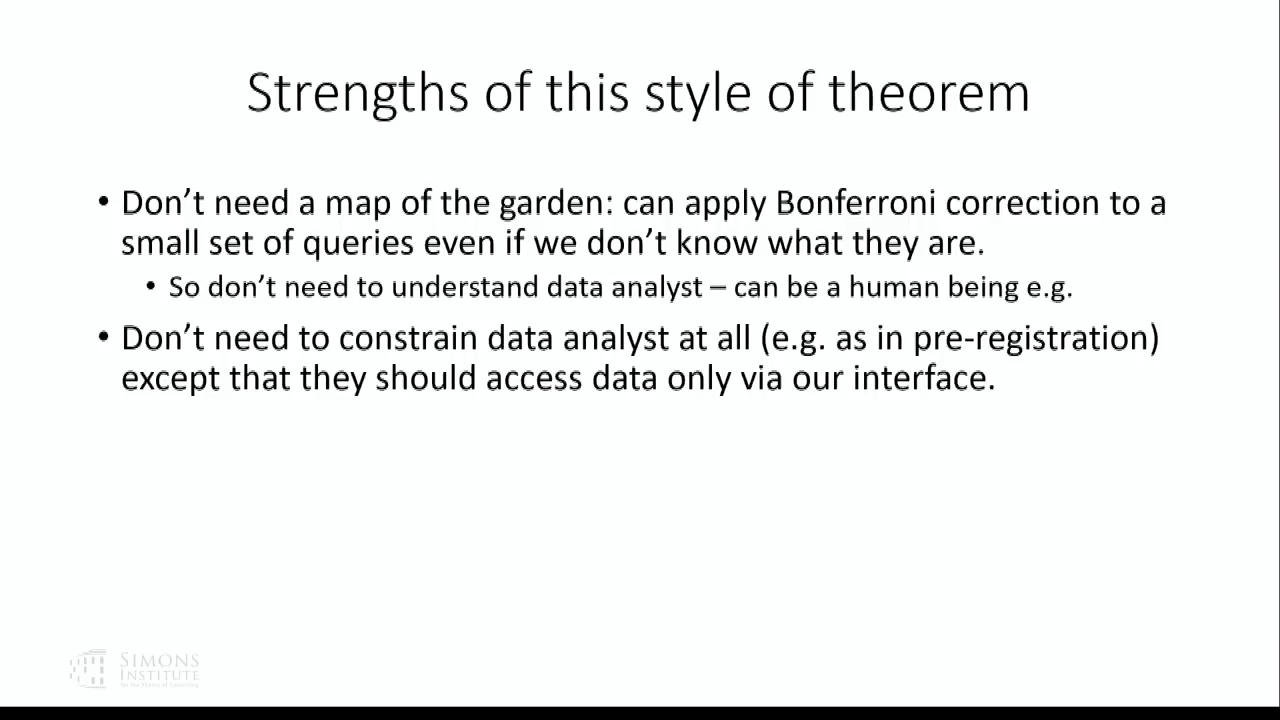 Strengths of this style of theorem
• Don’t need a map of the garden: can apply Bonferroni correction to a
small set of queries even if we don’t know what they are.
• So don’t need to understand data analyst – can be a human being e.g.
• Don’t need to constrain data analyst at all (e.g. as in pre-registration)
except that they should access data only via our interface.
SIMONS
INSTITUTE